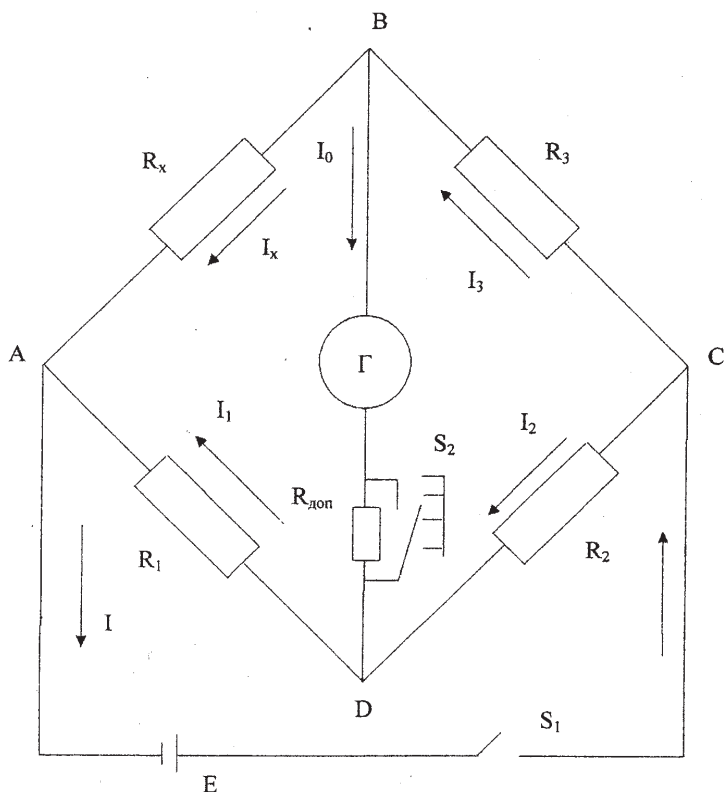 B
Rₓ
I₀
R₃
Iₓ
I₃
A
Г
C
I₁
S₂
I₂
Rдоп
R₁
R₂
I
D
S₁
E